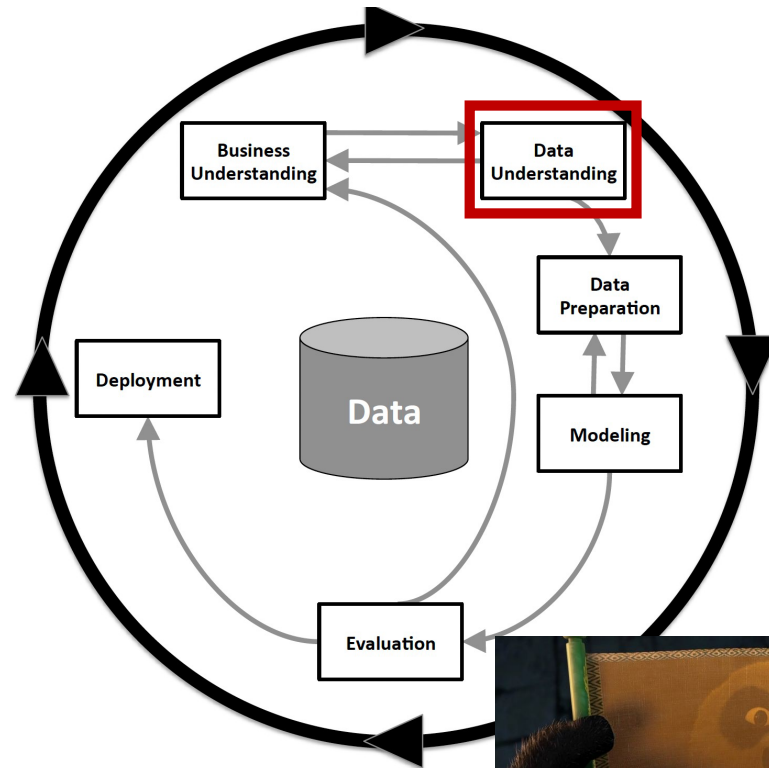 Business
Understanding
Data
Understanding
Data
Preparation
Deployment
Data
Modeling
Evaluation